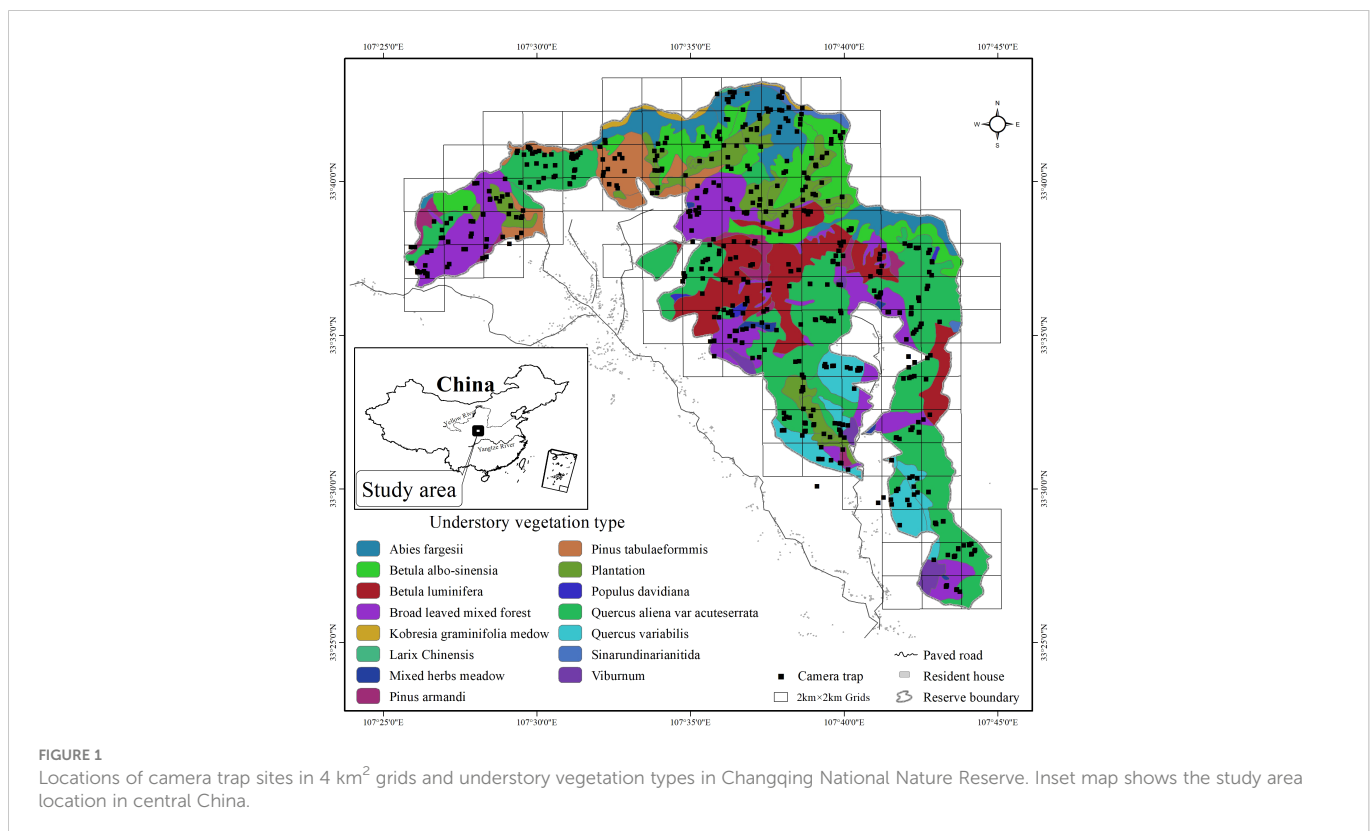 107°25'0"E 107°30'0"E 107°35'0"E 107°40'0"E 107°45'0"E
N
W E
S
33°40'0"N 33°40'0"N
33°35'0"N 33°35'0"N
33°30'0"N 33°30'0"N
33°25'0"N 33°25'0"N
China
Yellow River
Yangtze River
Study area
Understory vegetation type
Abies fargesii
Betula albo-sinensia
Betula luminifera
Broad leaved mixed forest
Kobresia graminifolia medow
Larix Chinensis
Mixed herbs meadow
Pinus armandi
Pinus tabulaeformmis
Plantation
Populus davidiana
Quercus aliena var acuteserrata
Quercus variabilis
Sinarundinarianitida
Viburnum
Camera trap
2km×2km Grids
Paved road
Resident house
Reserve boundary
107°25'0"E 107°30'0"E 107°35'0"E 107°40'0"E 107°45'0"E
FIGURE 1
Locations of camera trap sites in 4 km² grids and understory vegetation types in Changqing National Nature Reserve. Inset map shows the study area
location in central China.